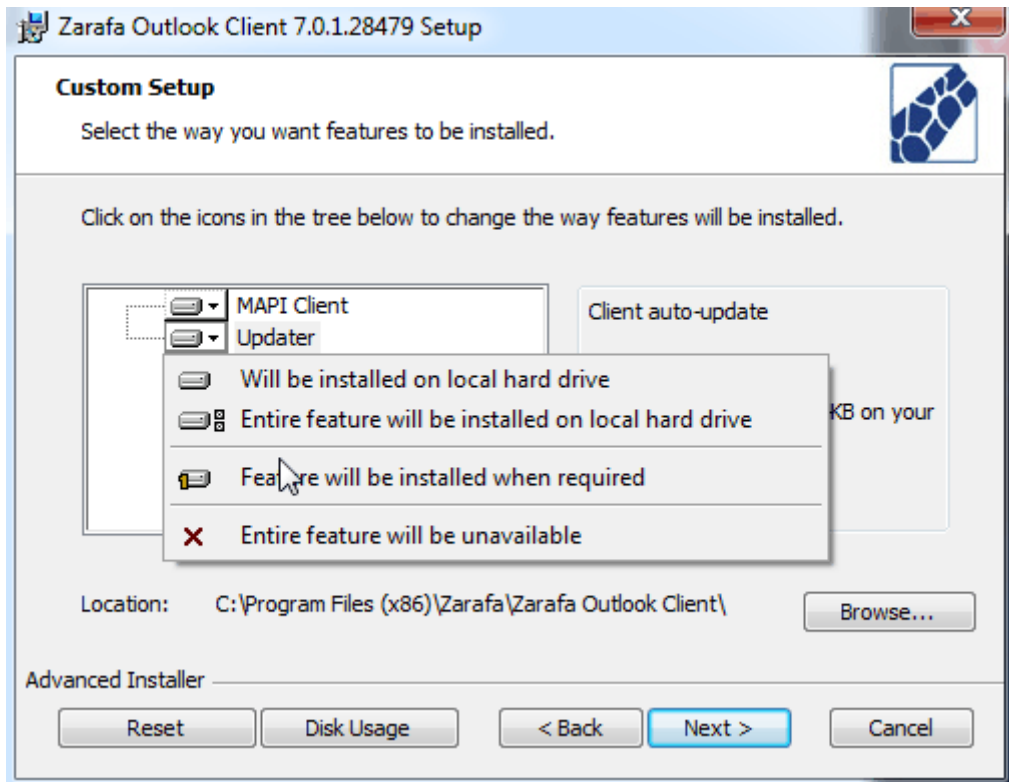 Zarafa Outlook Client 7.0.1.28479 Setup
Custom Setup
Select the way you want features to be installed.
Click on the icons in the tree below to change the way features will be installed.
MAPI Client
Updater
Client auto-update
Will be installed on local hard drive
Entire feature will be installed on local hard drive
KB on your
Feature will be installed when required
Entire feature will be unavailable
Location: C:\Program Files (x86)\Zarafa\Zarafa Outlook Client\
Browse...
Advanced Installer
Reset
Disk Usage
< Back
Next >
Cancel